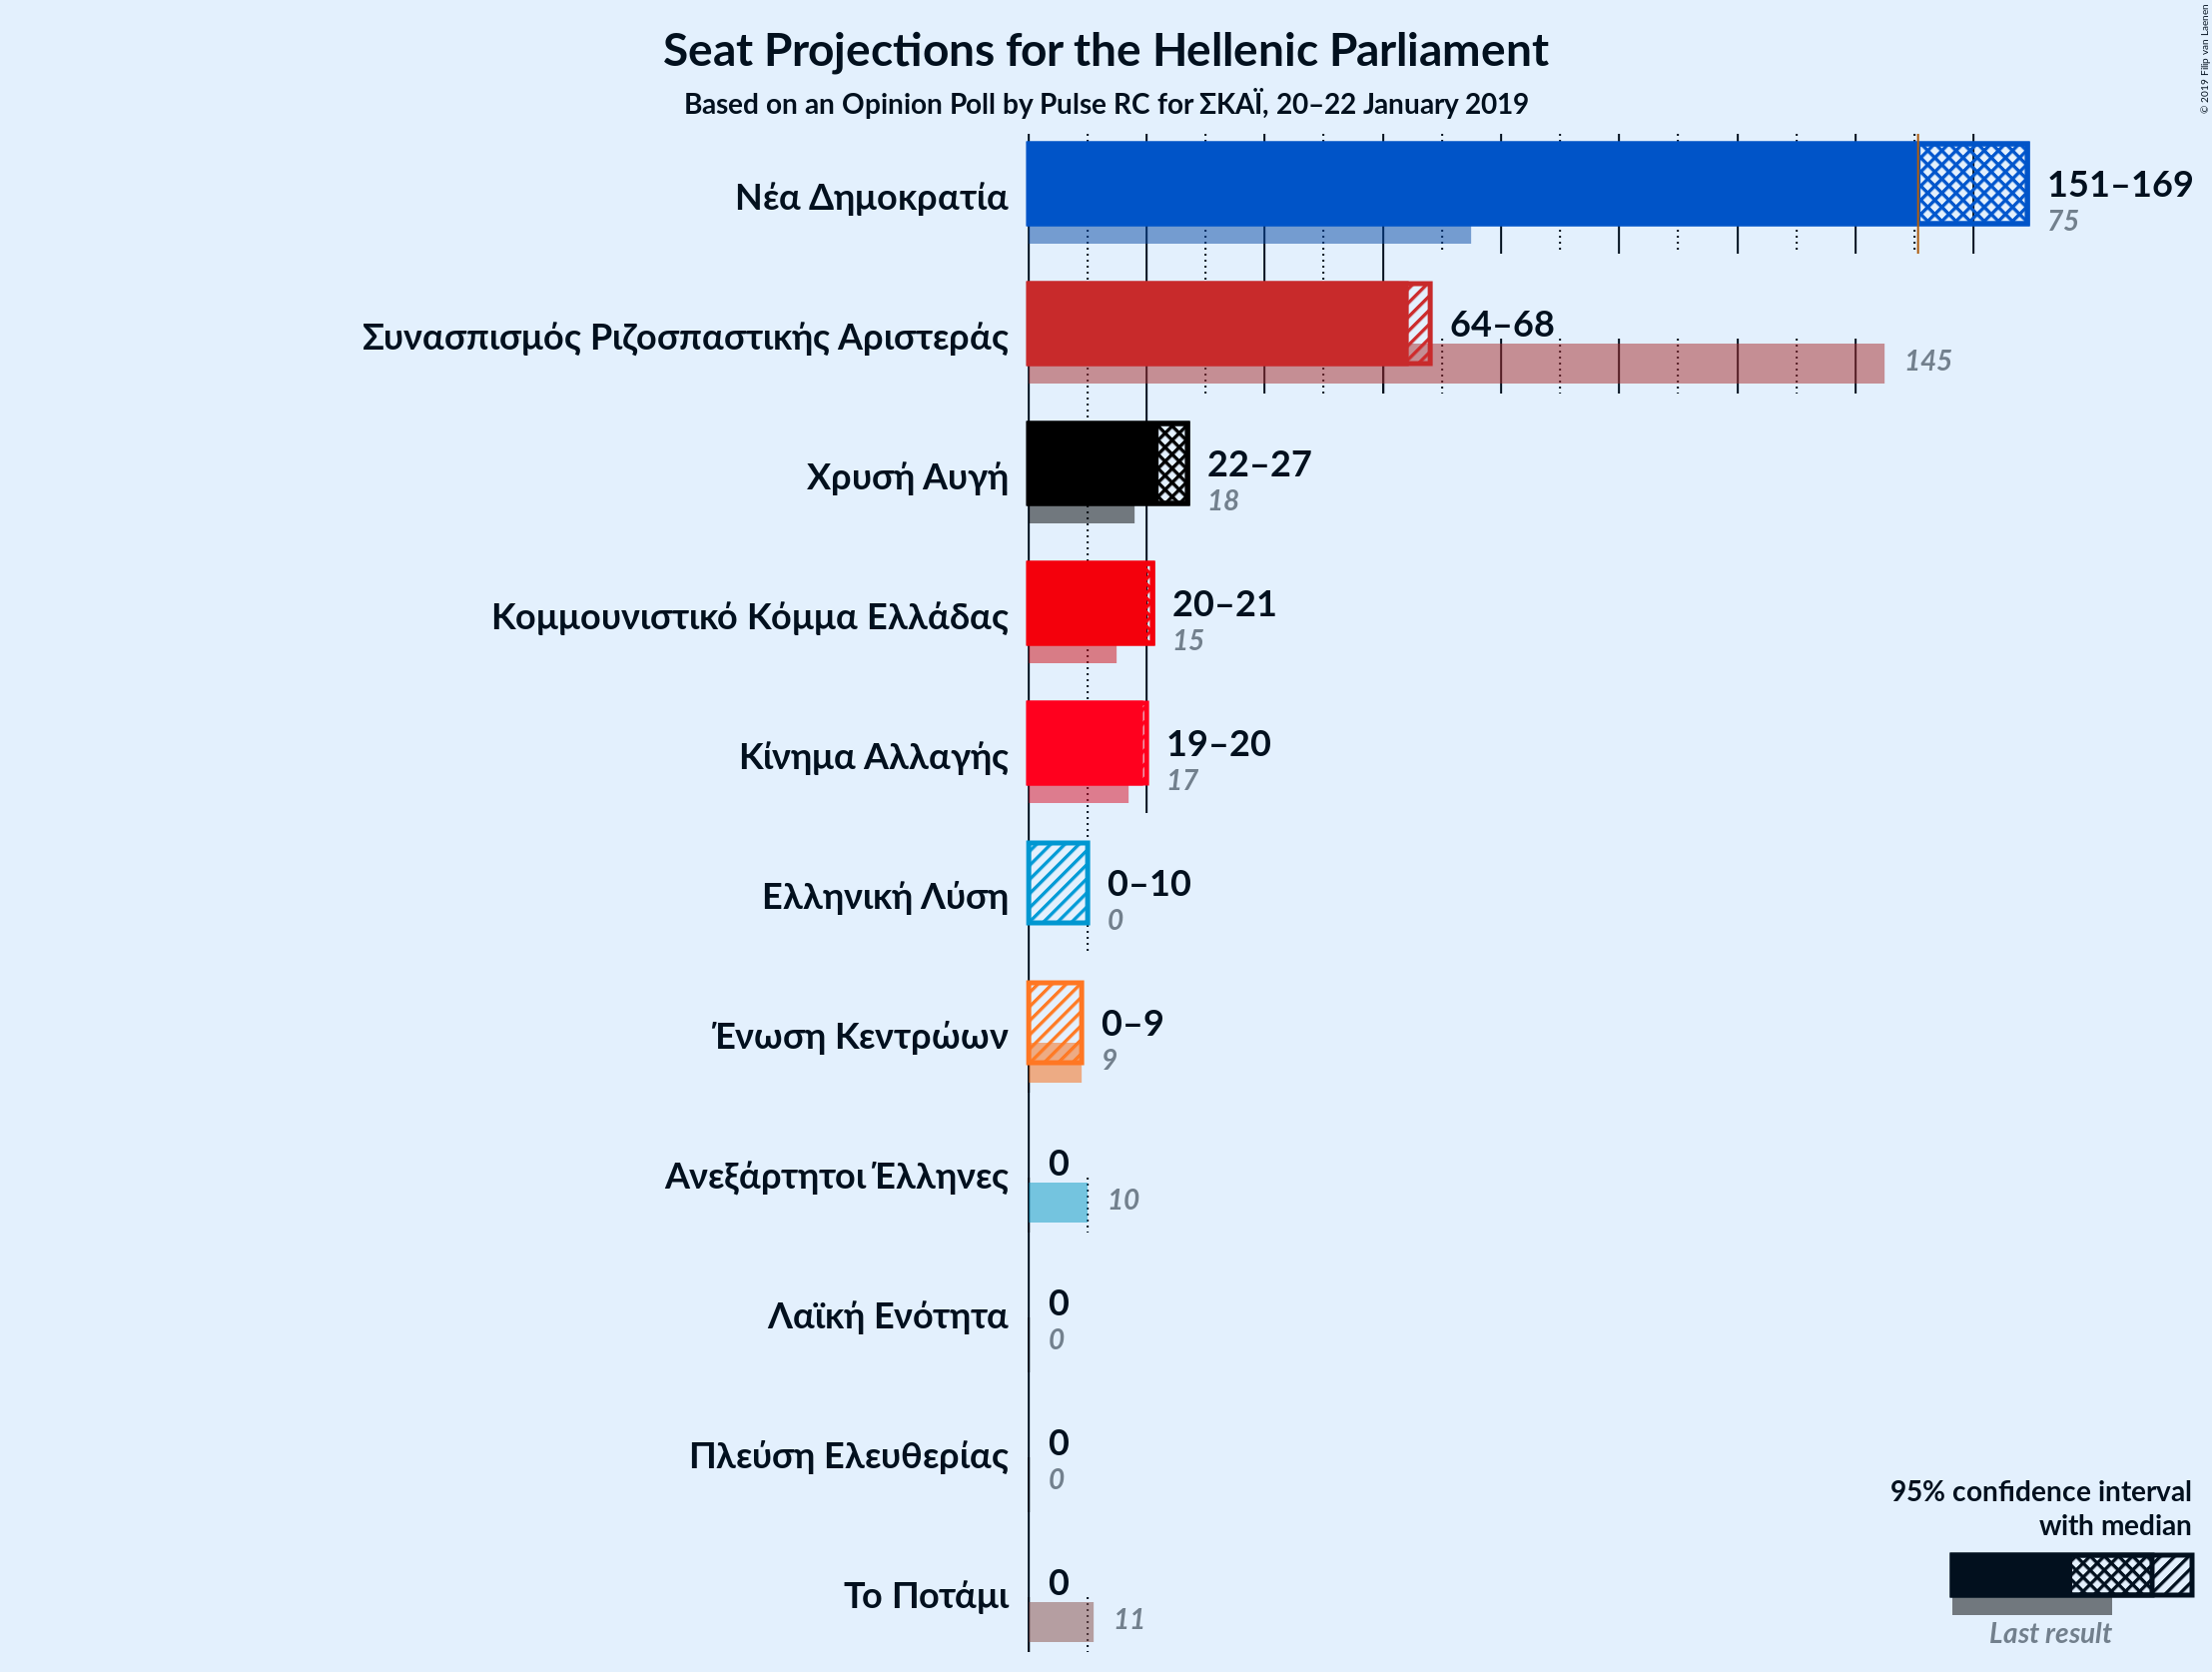 Seat Projections for the Hellenic Parliament
Based on an Opinion Poll by Pulse RC for ΣΚΑΪ, 20–22 January 2019
© 2019 Filip van Laenen
Νέα Δημοκρατία
151–169
75
Συνασπισμός Ριζοσπαστικής Αριστεράς
64–68
145
Χρυσή Αυγή
22–27
18
Κομμουνιστικό Κόμμα Ελλάδας
20–21
15
Κίνημα Αλλαγής
19–20
17
Ελληνική Λύση
0–10
0
Ένωση Κεντρώων
0–9
9
Ανεξάρτητοι Έλληνες
0
10
Λαϊκή Ενότητα
0
0
Πλεύση Ελευθερίας
0
0
Το Ποτάμι
0
11
95% confidence interval
with median
Last result